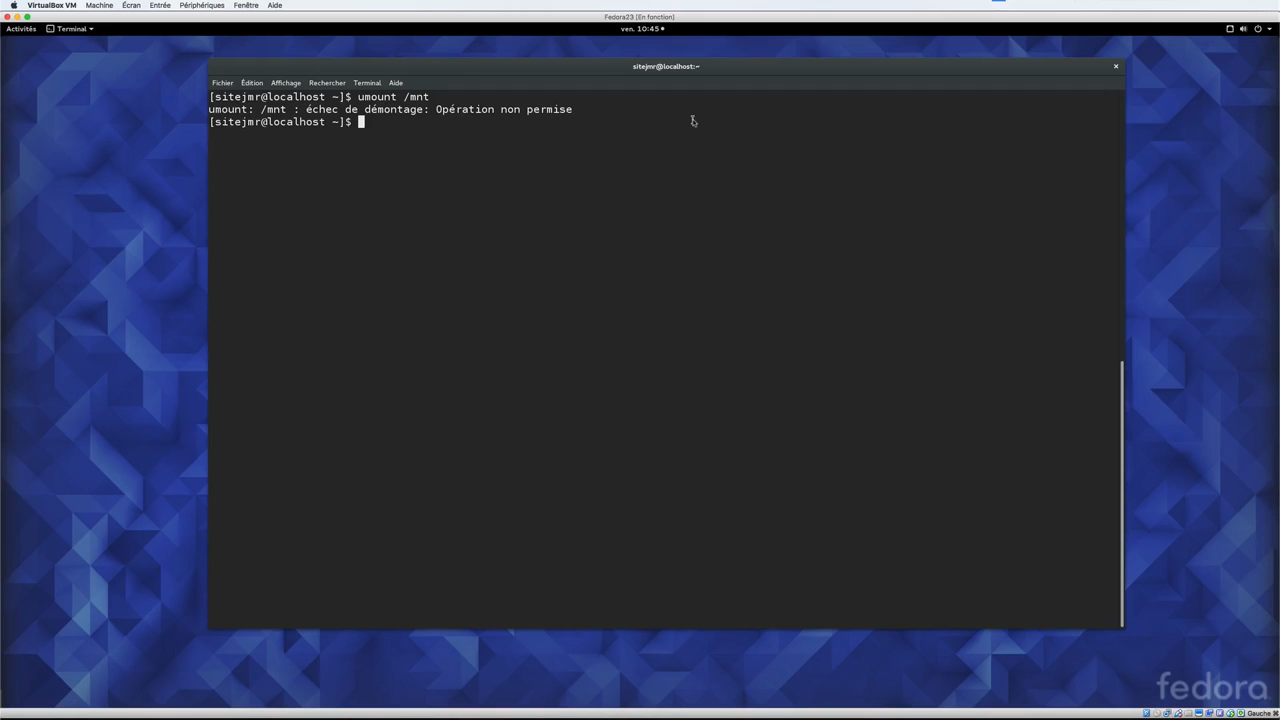 VirtualBox VM Machine Écran Entrée Périphériques Fenêtre Aide
Fedora23 [En fonction]
Activités Terminal ven. 10:45
sitejmr@localhost:~
Fichier Édition Affichage Rechercher Terminal Aide
[sitejmr@localhost ~]$ umount /mnt
umount: /mnt : échec de démontage: Opération non permise
[sitejmr@localhost ~]$
fedora
Gauche ⌘